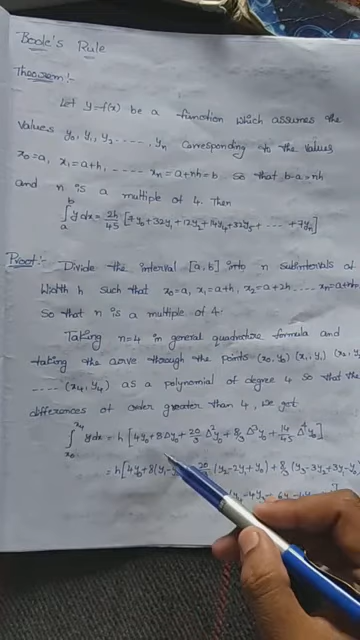 Boole's Rule
Theorem:-
Let y=f(x) be a function which assumes the
values y₀, y₁, y₂ ...... yₙ corresponding to the values
x₀=a, x₁=a+h, ...... xₙ=a+nh=b, so that b-a=nh
and n is a multiple of 4. Then
∫ₐᵇ y dx = 2h/45 [7y₀+32y₁+12y₂+ +32y₃+ ...... +7yₙ]
Proof:- Divide the interval [a, b] into n subintervals of
width h such that x₀=a, x₁=a+h, x₂=a+2h, .... xₙ=a+nh=
So that n is a multiple of 4.
Taking n=4 in general quadrature formula and
taking the curve through the points (x₀, y₀) (x₁, y₁) (x₂, y₂
...... (x₄, y₄) as a polynomial of degree 4 so that the
differences of order greater than 4, we get
∫ y dx = h [4y₀+8Δy₀+20/3 Δ²y₀+8/3 Δ³y₀+14/45 Δ⁴y₀]
= h[4y₀+8(y₁- 20/3 (y₂-2y₁+y₀)+8/3 (y₃-3y₂+3y₁-y₀)